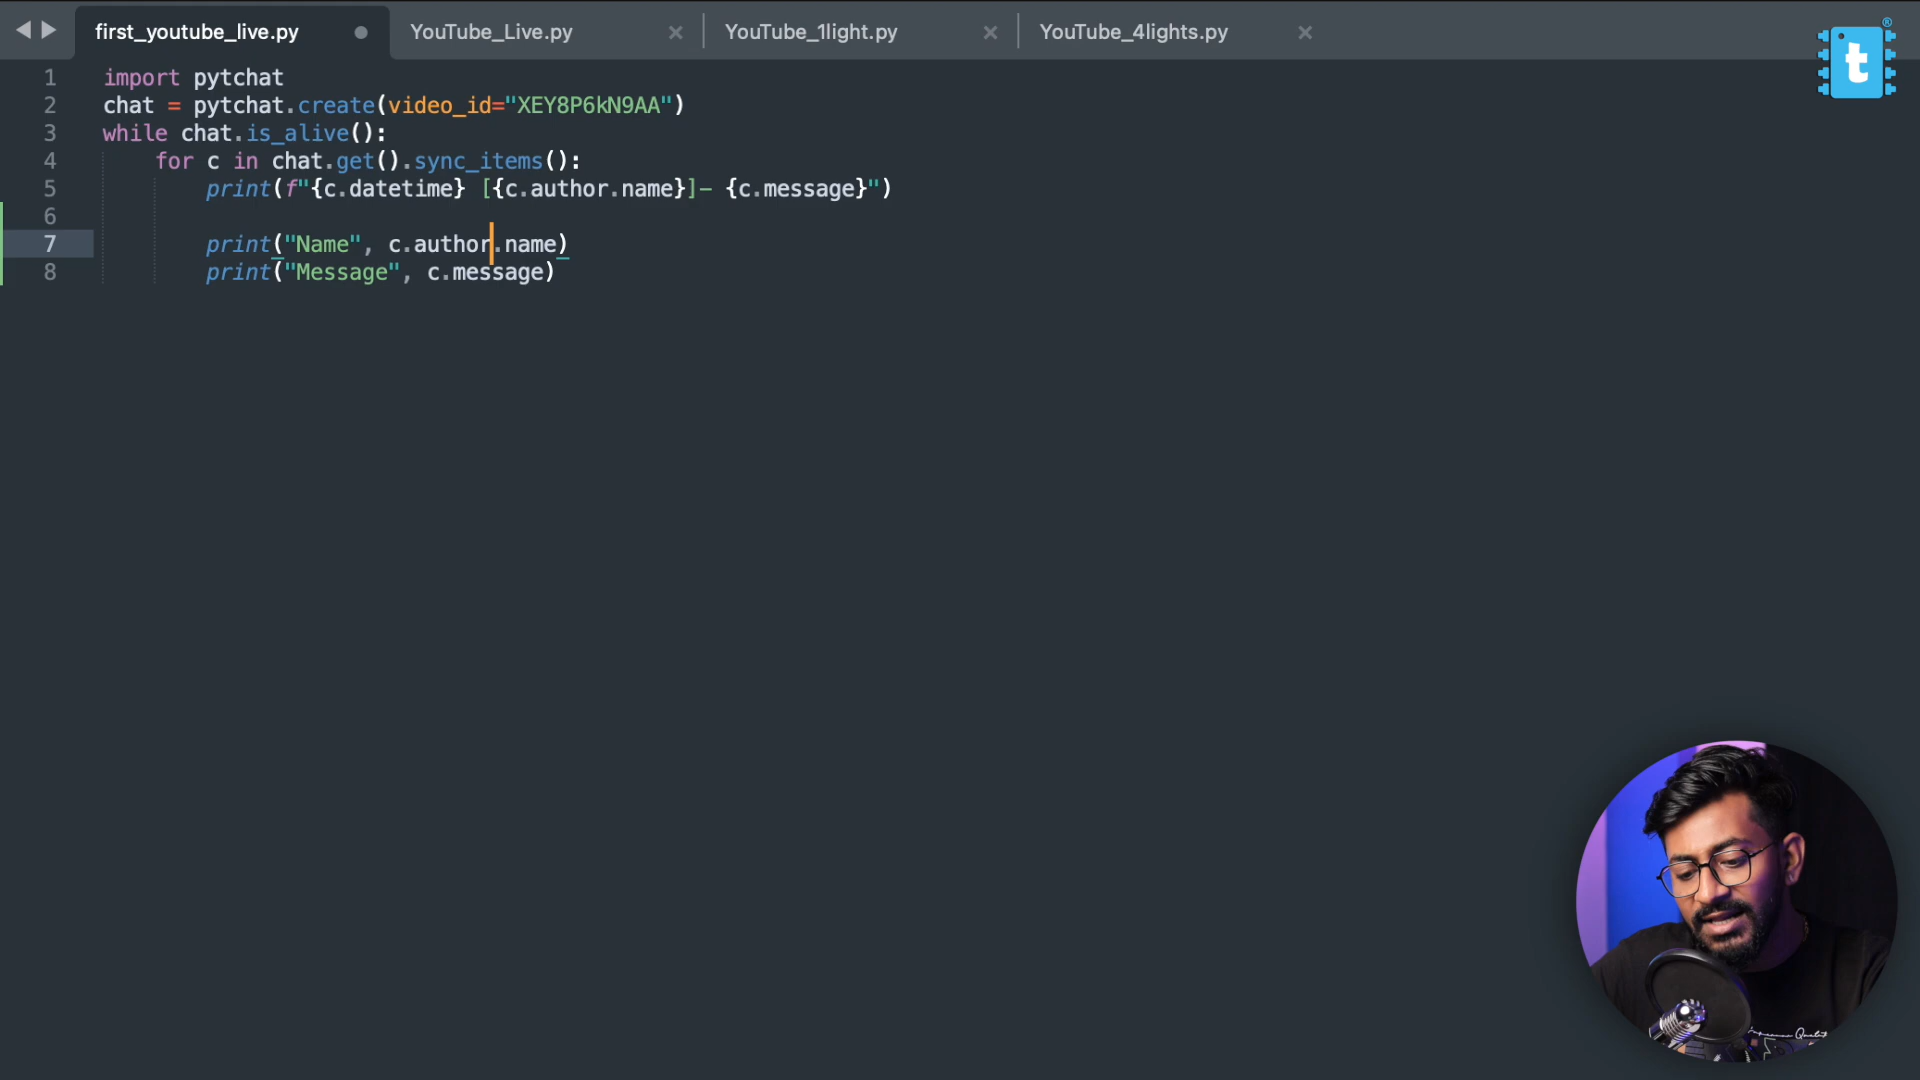 first_youtube_live.py YouTube_Live.py YouTube_1light.py YouTube_4lights.py
1 import pytchat
2 chat = pytchat.create(video_id="XEY8P6kN9AA")
3 while chat.is_alive():
4 for c in chat.get().sync_items():
5 print(f"{c.datetime} [{c.author.name}]- {c.message}")
6
7 print("Name", c.author.name)
8 print("Message", c.message)
t